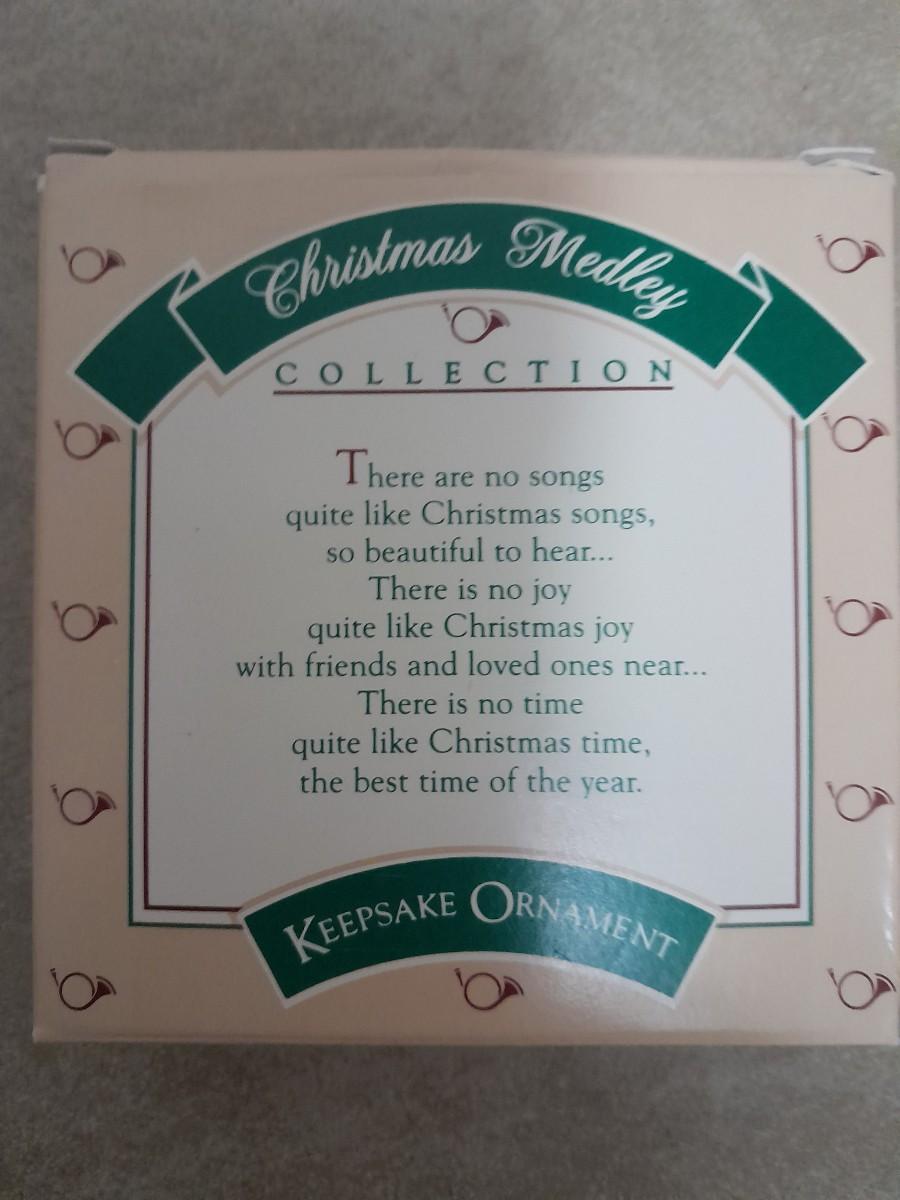 Christmas Medley
COLLECTION
There are no songs
quite like Christmas songs,
so beautiful to hear...
There is no joy
quite like Christmas joy
with friends and loved ones near...
There is no time
quite like Christmas time,
the best time of the year.
KEEPSAKE ORNAMENT